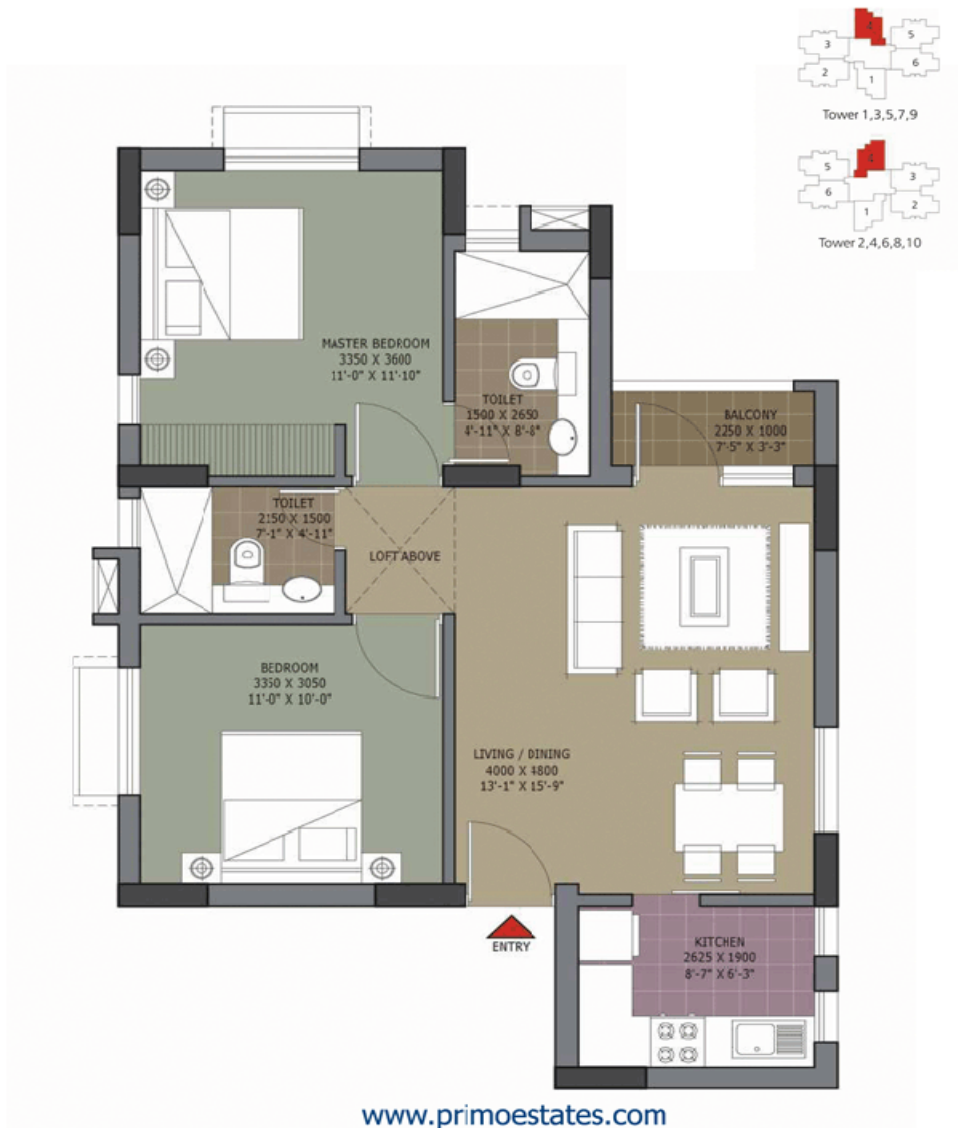 4
3
5
2
6
1
Tower 1,3,5,7,9
4
5
3
6
2
1
Tower 2,4,6,8,10
MASTER BEDROOM
3350 X 3600
11'-0" X 11'-10"
TOILET
1500 X 2650
4'-11" X 8'-8"
BALCONY
2250 X 1000
7'-5" X 3'-3"
TOILET
2150 X 1500
7'-1" X 4'-11"
LOFT ABOVE
BEDROOM
3350 X 3050
11'-0" X 10'-0"
LIVING / DINING
4000 X 4800
13'-1" X 15'-9"
ENTRY
KITCHEN
2625 X 1900
8'-7" X 6'-3"
www.primoestates.com